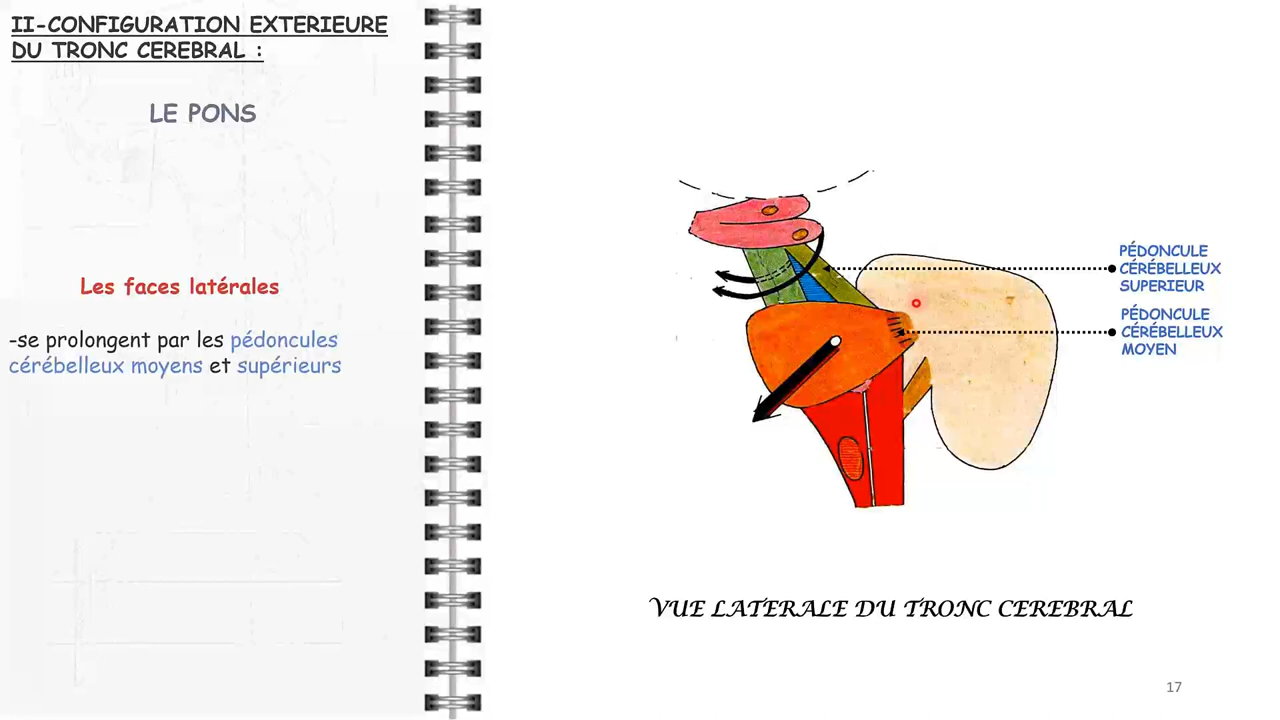 II-CONFIGURATION EXTERIEURE
DU TRONC CEREBRAL :
LE PONS
Les faces latérales
-se prolongent par les pédoncules
cérébelleux moyens et supérieurs
PÉDONCULE
CÉRÉBELLEUX
SUPERIEUR
PÉDONCULE
CÉRÉBELLEUX
MOYEN
VUE LATERALE DU TRONC CEREBRAL
17